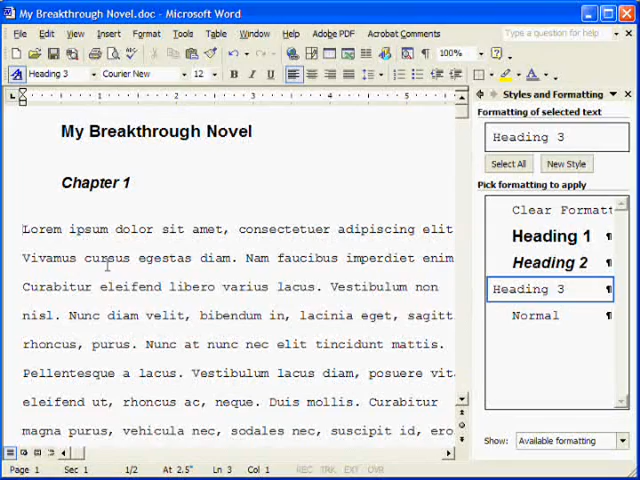 My Breakthrough Novel.doc - Microsoft Word
File Edit View Insert Format Tools Table Window Help Adobe PDF Acrobat Comments Type a question for help
100%
Heading 3 Courier New 12 B I U
1 2 3 4 5
Styles and Formatting
Formatting of selected text
Heading 3
Select All New Style
Pick formatting to apply
Clear Formatt
Heading 1
Heading 2
Heading 3
Normal
Show: Available formatting
My Breakthrough Novel
Chapter 1
Lorem ipsum dolor sit amet, consectetuer adipiscing elit
Vivamus cursus egestas diam. Nam faucibus imperdiet enim
Curabitur eleifend libero varius lacus. Vestibulum non
nisl. Nunc diam velit, bibendum in, lacinia eget, sagitt
rhoncus, purus. Nunc at nunc nec elit tincidunt mattis.
Pellentesque a lacus. Vestibulum lacus diam, posuere vit
eleifend ut, rhoncus ac, neque. Duis mollis. Curabitur
magna purus, vehicula nec, sodales nec, suscipit id, ero
Page 1 Sec 1 1/2 At 2.5" Ln 3 Col 1 REC TRK EXT OVR